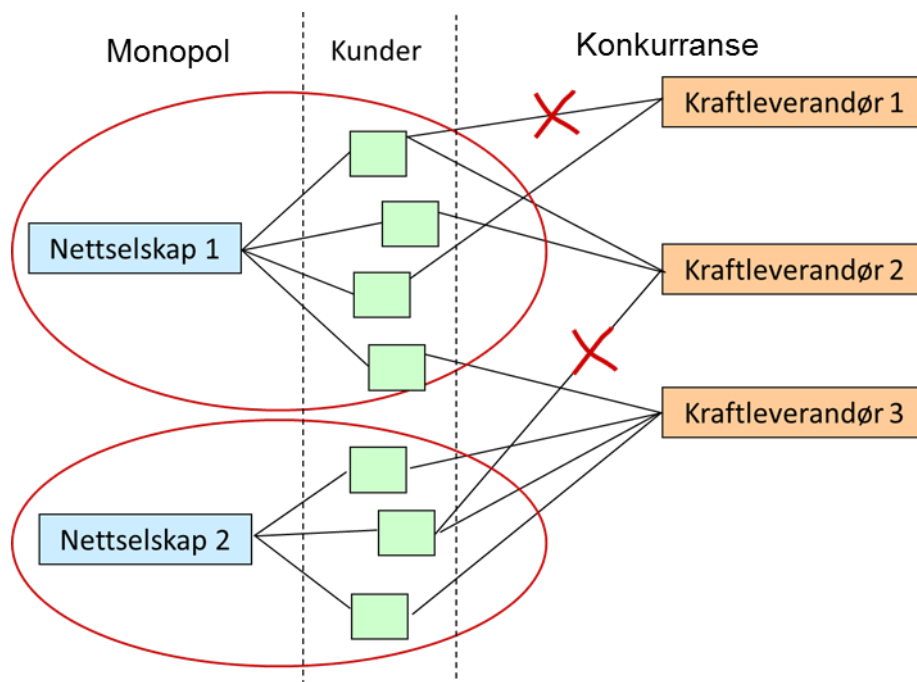 Monopol
Kunder
Konkurranse
Kraftleverandør 1
Nettselskap 1
Kraftleverandør 2
Kraftleverandør 3
Nettselskap 2